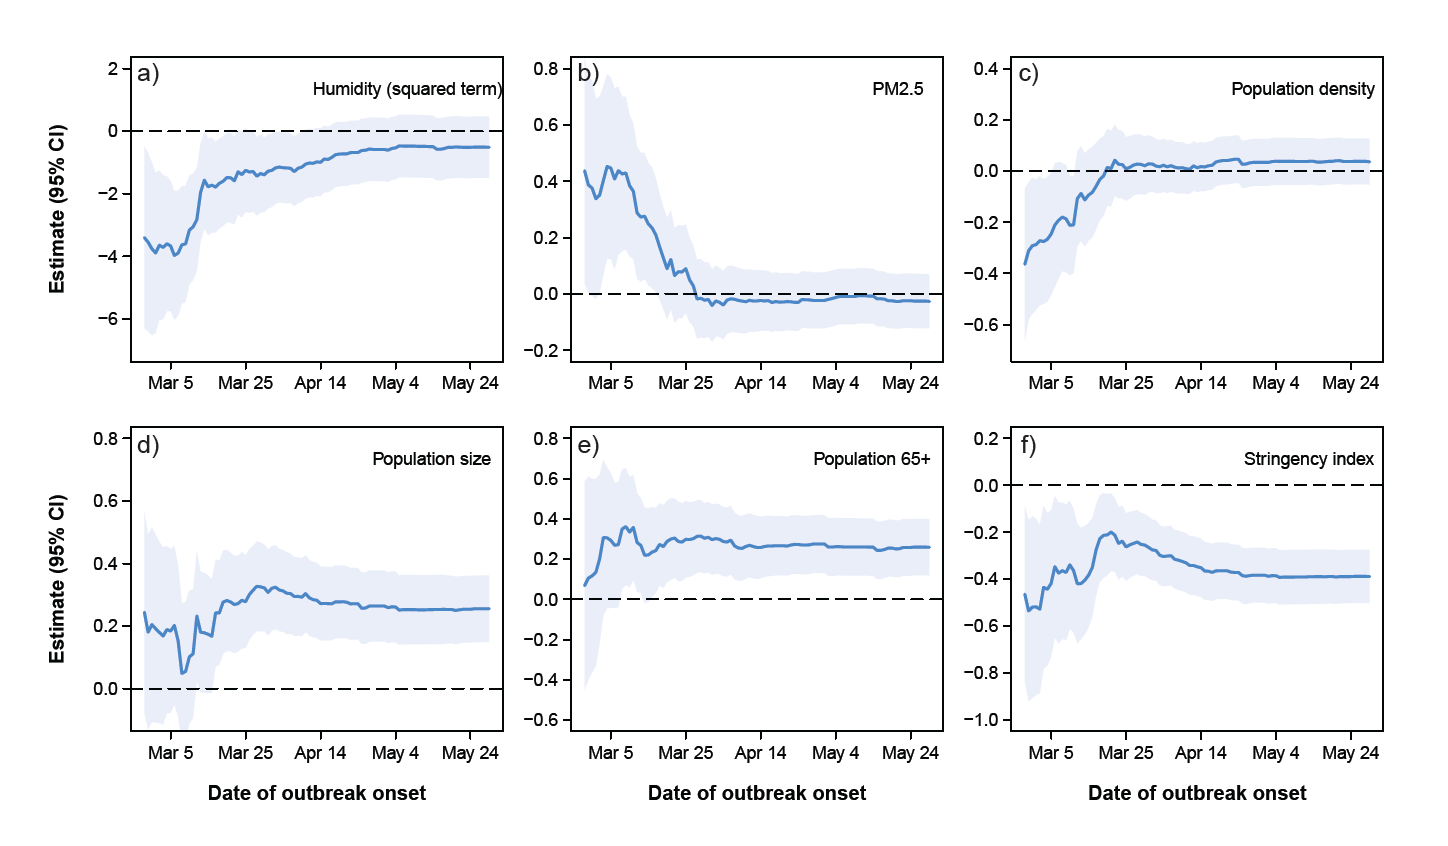 a)
Humidity (squared term)
2
0
−2
−4
−6
Mar 5 Mar 25 Apr 14 May 4 May 24
Estimate (95% CI)
b)
PM2.5
0.8
0.6
0.4
0.2
0.0
−0.2
Mar 5 Mar 25 Apr 14 May 4 May 24
c)
Population density
0.4
0.2
0.0
−0.2
−0.4
−0.6
Mar 5 Mar 25 Apr 14 May 4 May 24
d)
Population size
0.8
0.6
0.4
0.2
0.0
Mar 5 Mar 25 Apr 14 May 4 May 24
Estimate (95% CI)
Date of outbreak onset
e)
Population 65+
0.8
0.6
0.4
0.2
0.0
−0.2
−0.4
−0.6
Mar 5 Mar 25 Apr 14 May 4 May 24
Date of outbreak onset
f)
Stringency index
0.2
0.0
−0.2
−0.4
−0.6
−0.8
−1.0
Mar 5 Mar 25 Apr 14 May 4 May 24
Date of outbreak onset